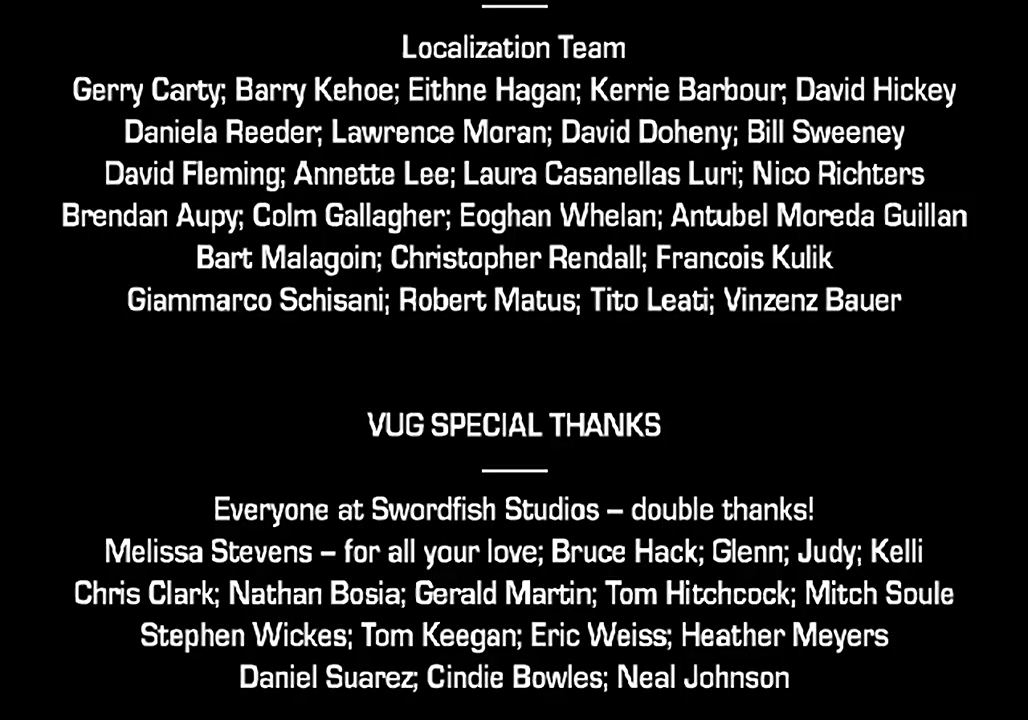 Localization Team
Gerry Carty; Barry Kehoe; Eithne Hagan; Kerrie Barbour; David Hickey
Daniela Reeder; Lawrence Moran; David Doheny; Bill Sweeney
David Fleming; Annette Lee; Laura Casanellas Luri; Nico Richters
Brendan Aupy; Colm Gallagher; Eoghan Whelan; Antubel Moreda Guillan
Bart Malagoin; Christopher Rendall; Francois Kulik
Giammarco Schisani; Robert Matus; Tito Leati; Vinzenz Bauer
VUG SPECIAL THANKS
Everyone at Swordfish Studios – double thanks!
Melissa Stevens – for all your love; Bruce Hack; Glenn; Judy; Kelli
Chris Clark; Nathan Bosia; Gerald Martin; Tom Hitchcock; Mitch Soule
Stephen Wickes; Tom Keegan; Eric Weiss; Heather Meyers
Daniel Suarez; Cindie Bowles; Neal Johnson